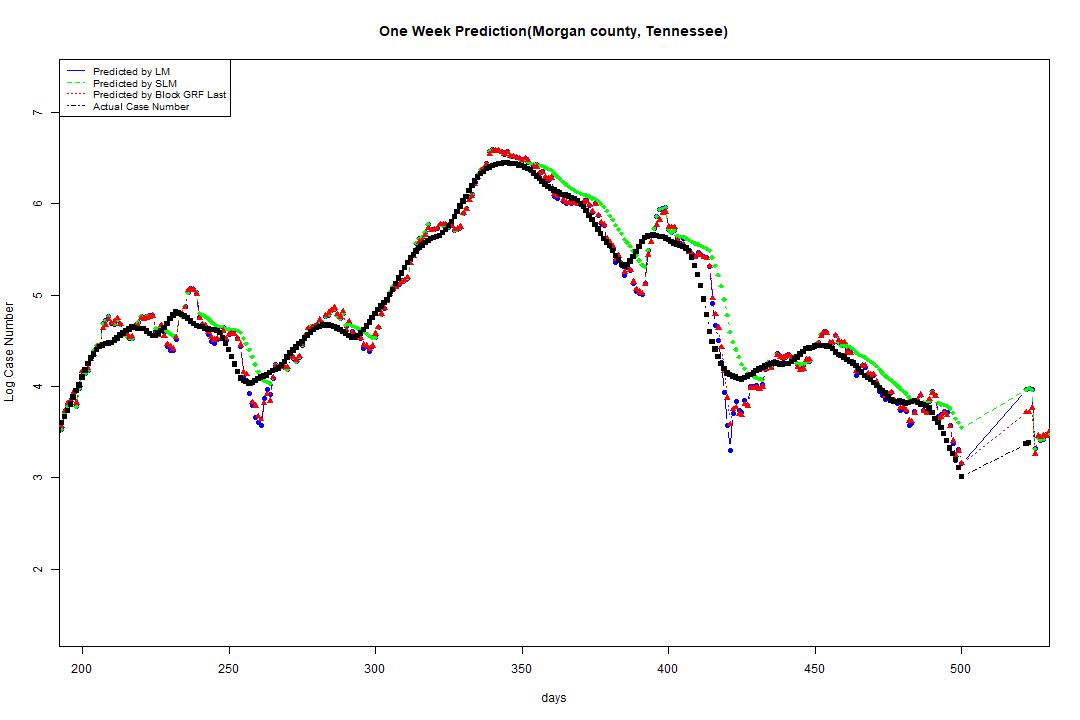 One Week Prediction(Morgan county, Tennessee)
Predicted by LM
Predicted by SLM
Predicted by Block GRF Last
Actual Case Number
7
6
5
4
3
2
Log Case Number
200 250 300 350 400 450 500
days